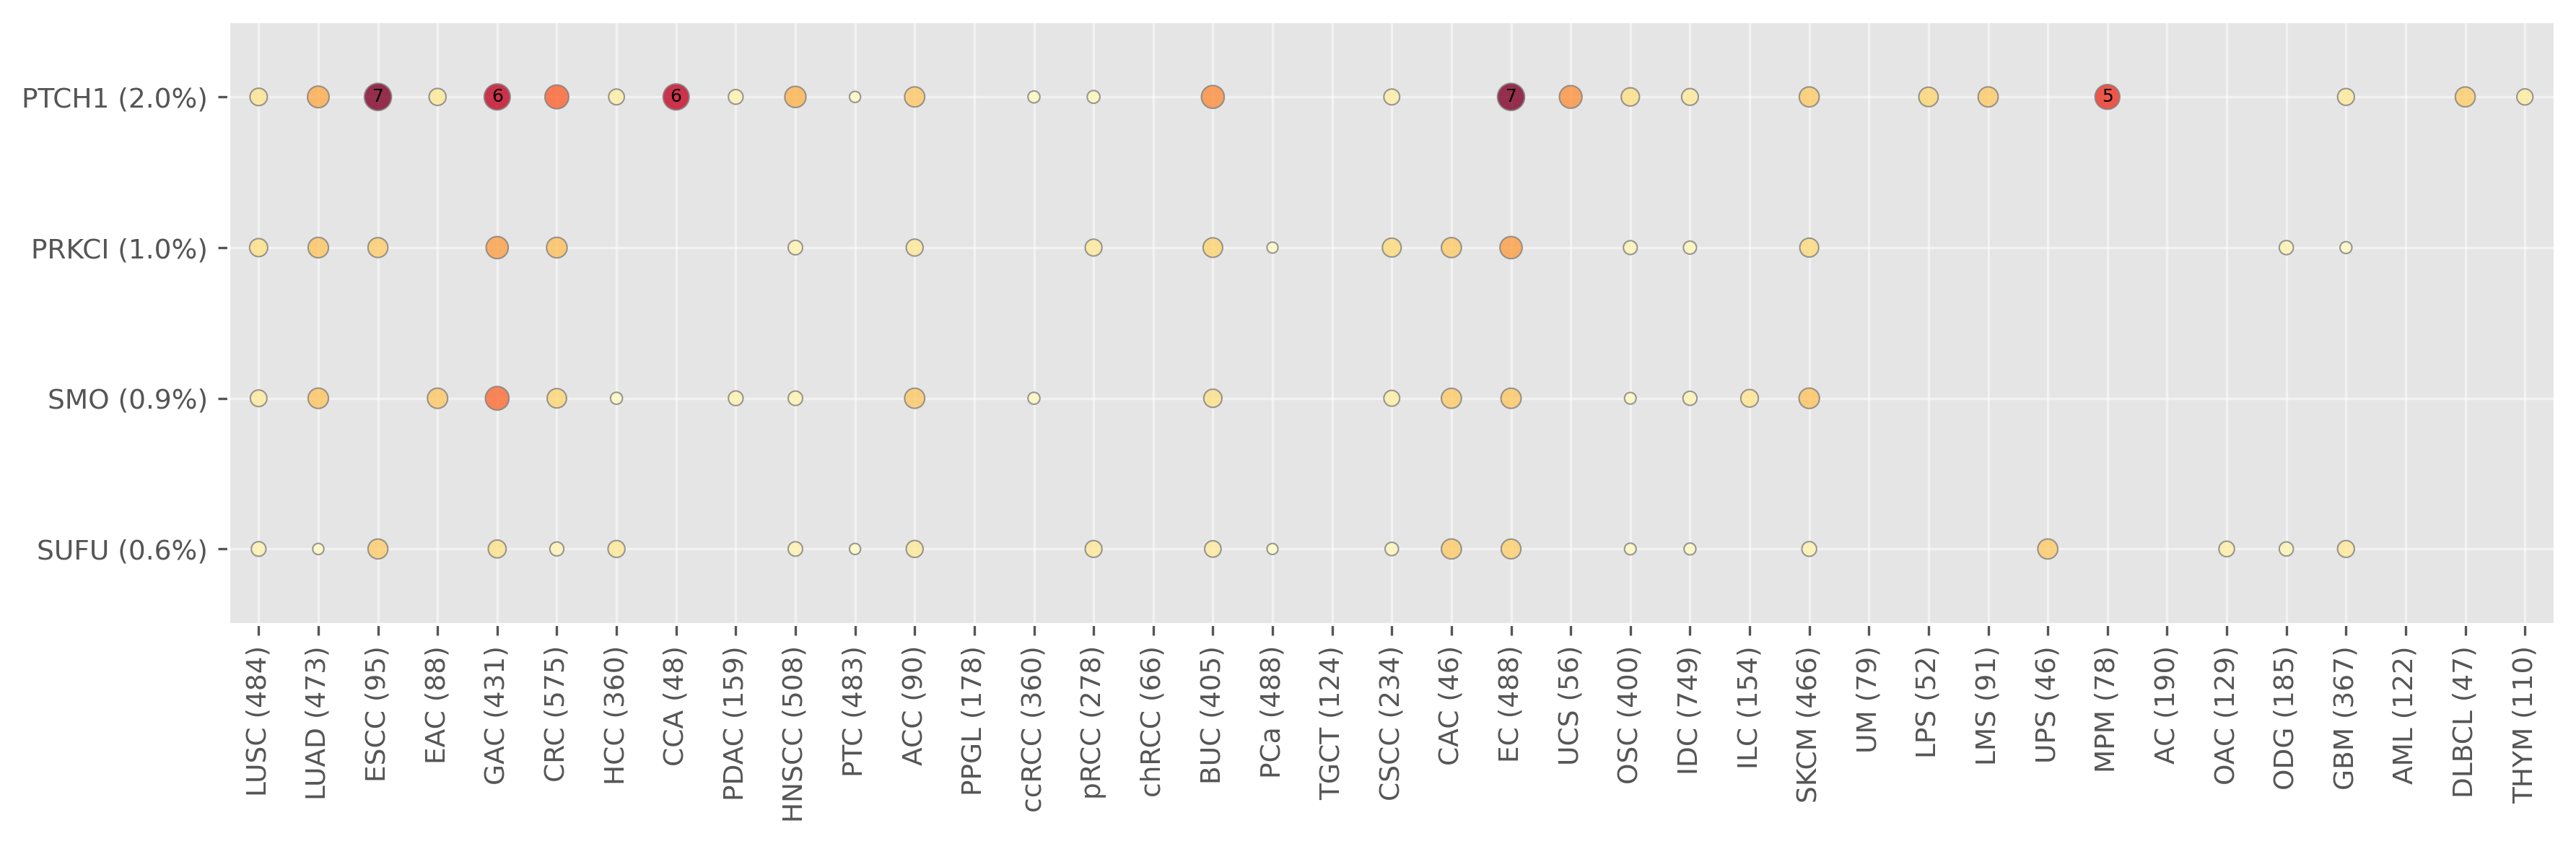 PTCH1 (2.0%) 7 6 6 7 5
PRKCI (1.0%)
SMO (0.9%)
SUFU (0.6%)
LUSC (484)
LUAD (473)
ESCC (95)
EAC (88)
GAC (431)
CRC (575)
HCC (360)
CCA (48)
PDAC (159)
HNSCC (508)
PTC (483)
ACC (90)
PPGL (178)
ccRCC (360)
pRCC (278)
chRCC (66)
BUC (405)
PCa (488)
TGCT (124)
CSCC (234)
CAC (46)
EC (488)
UCS (56)
OSC (400)
IDC (749)
ILC (154)
SKCM (466)
UM (79)
LPS (52)
LMS (91)
UPS (46)
MPM (78)
AC (190)
OAC (129)
ODG (185)
GBM (367)
AML (122)
DLBCL (47)
THYM (110)